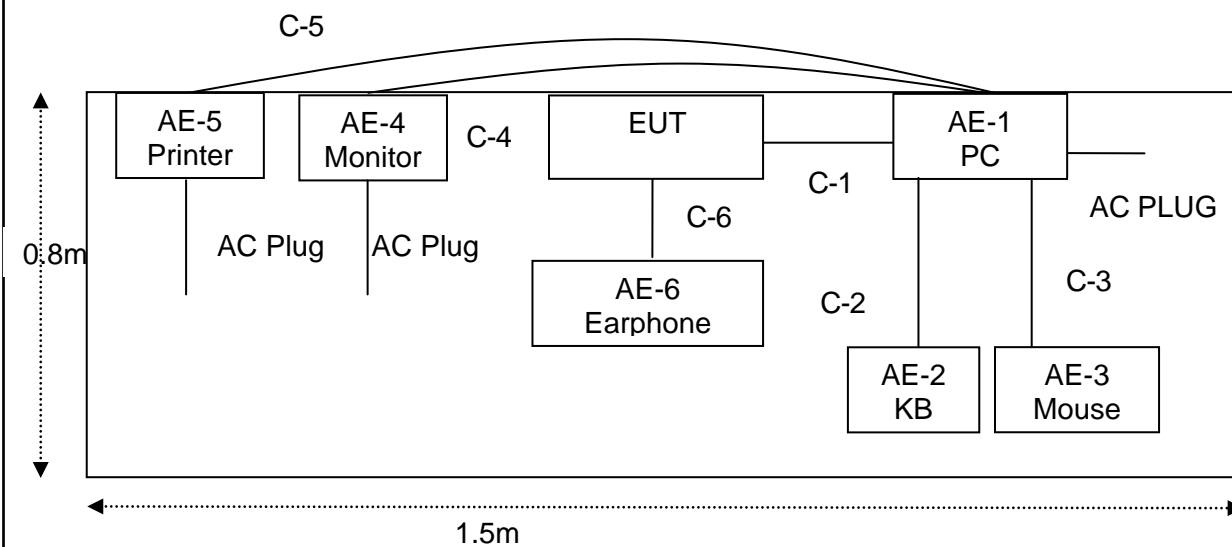 C-5
AE-5
Printer
AE-4
Monitor
C-4
EUT
AE-1
PC
C-1
AC PLUG
C-6
AC Plug
AC Plug
0.8m
AE-6
Earphone
C-2
C-3
AE-2
KB
AE-3
Mouse
1.5m